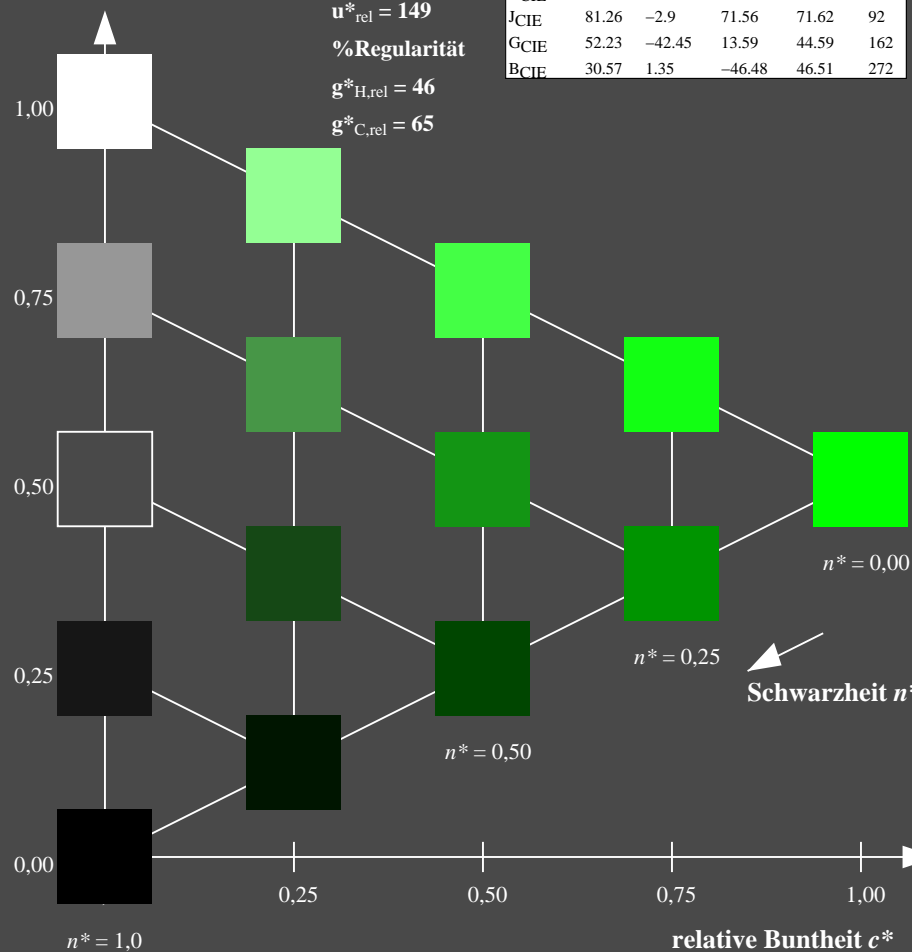 u*rel = 149
%Regularität
g*H,rel = 46
g*C,rel = 65
JCIE 81.26 −2.9 71.56 71.62 92
GCIE 52.23 −42.45 13.59 44.59 162
BCIE 30.57 1.35 −46.48 46.51 272
1,00
0,75
0,50
0,25
0,00
n* = 0,00
n* = 0,25
Schwarzheit n*
n* = 0,50
0,25 0,50 0,75 1,00
n* = 1,0
relative Buntheit c*